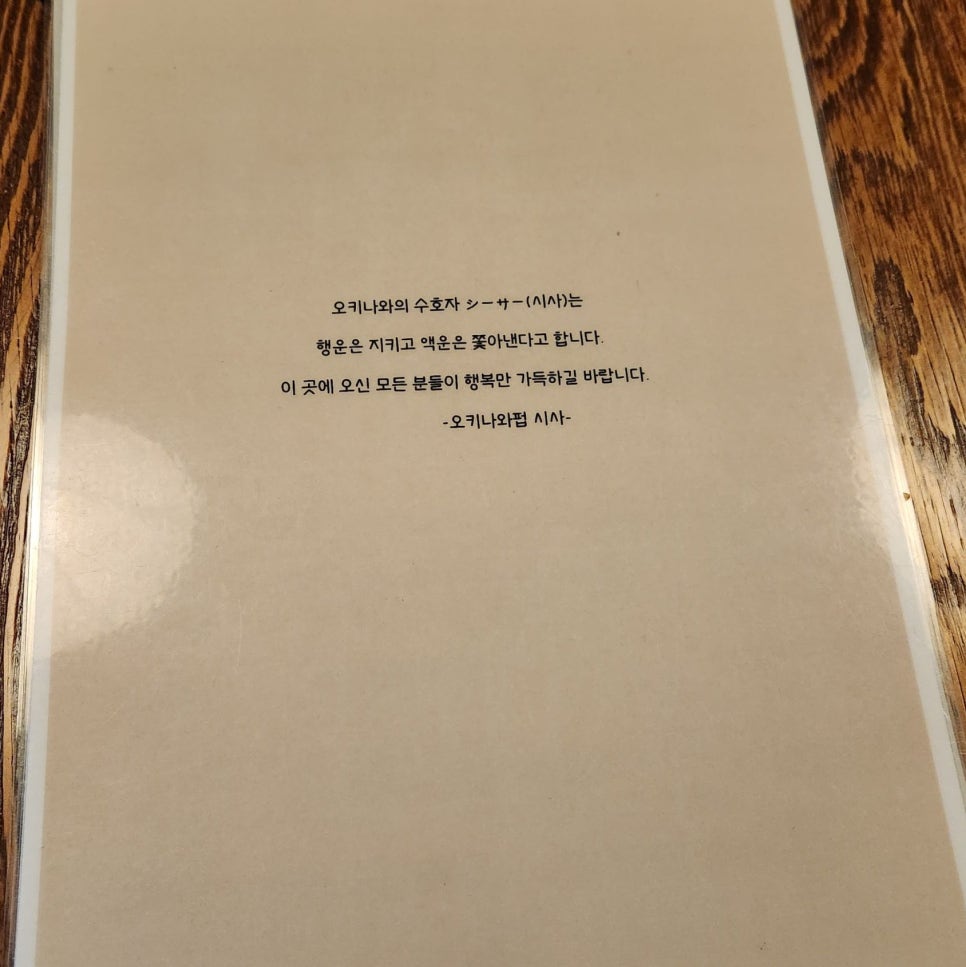 오키나와의 수호자 シーサー(시사)는
행운은 지키고 액운은 쫓아낸다고 합니다.
이 곳에 오신 모든 분들이 행복만 가득하길 바랍니다.
-오키나와펍 시사-